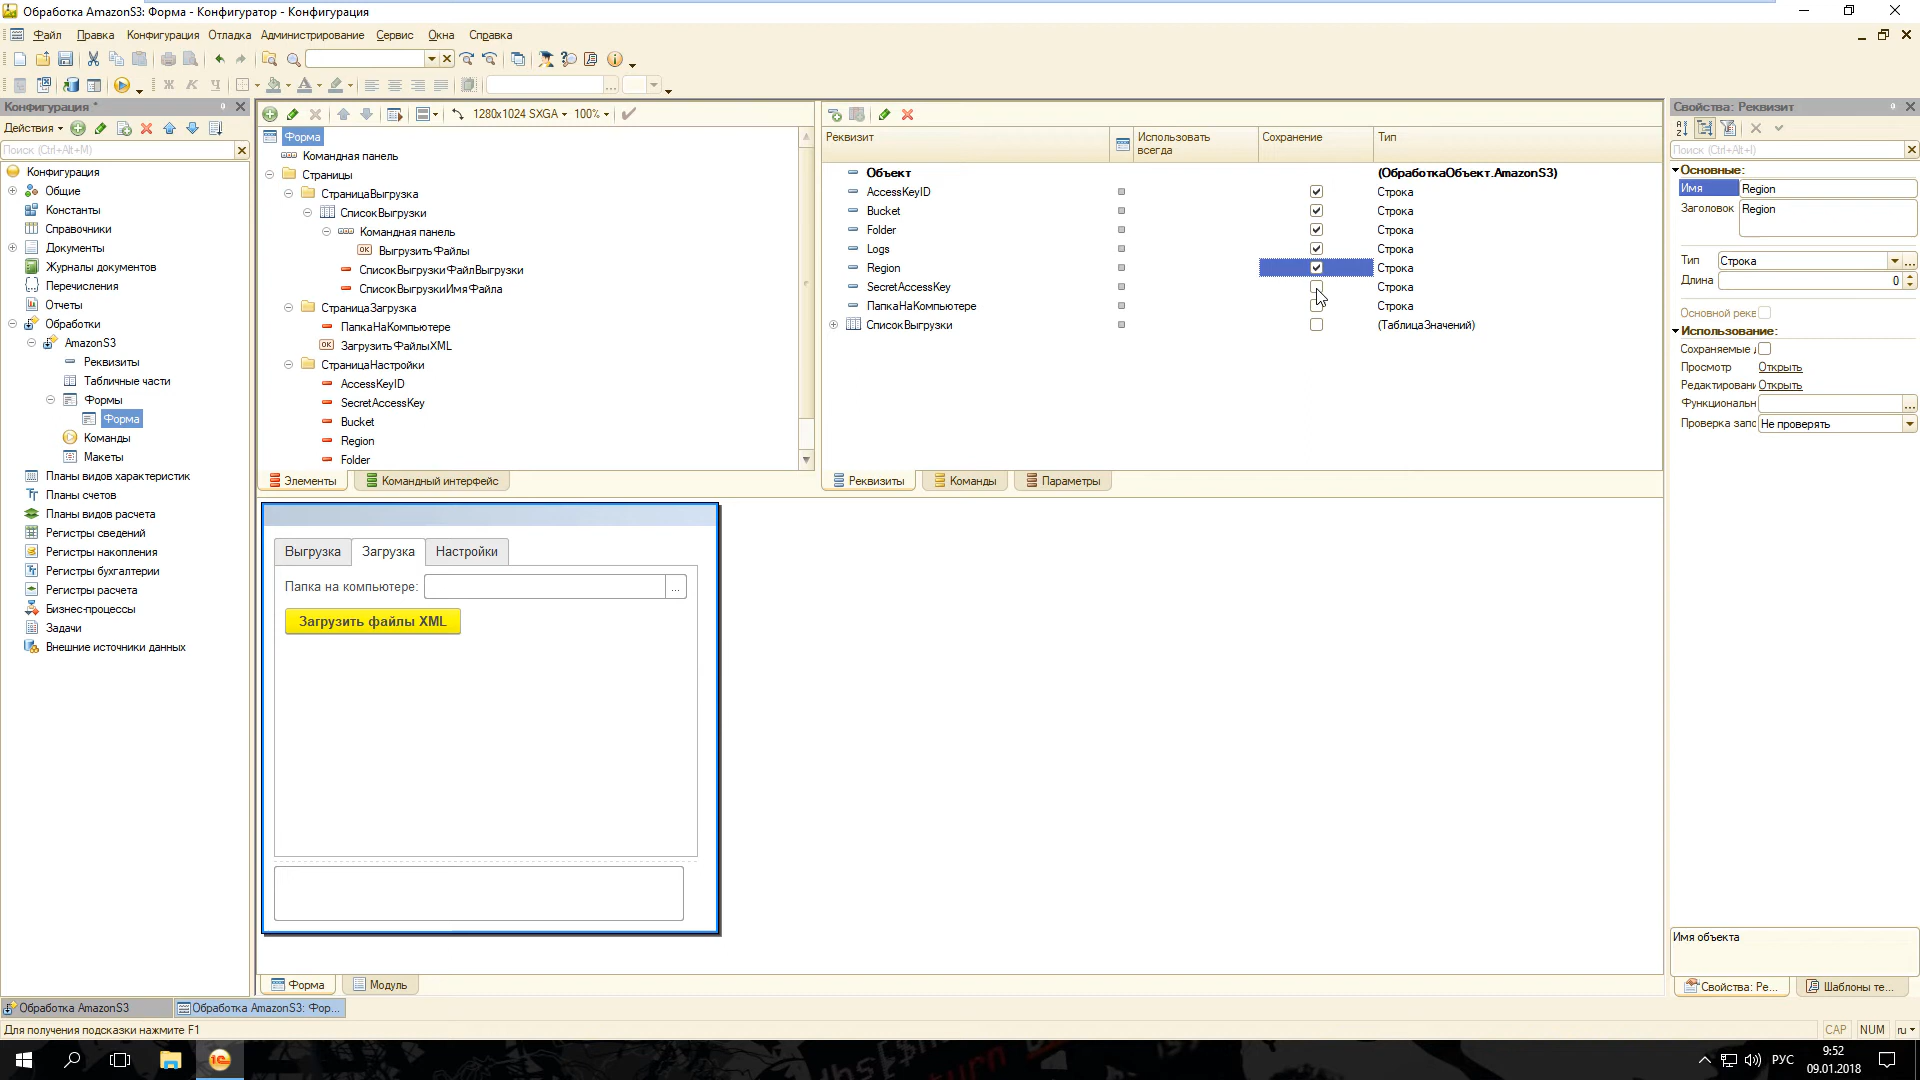 Обработка AmazonS3: Форма - Конфигуратор - Конфигурация
Файл Правка Конфигурация Отладка Администрирование Сервис Окна Справка
Конфигурация *
Действия
Поиск (Ctrl+Alt+M)
Конфигурация
Общие
Константы
Справочники
Документы
Журналы документов
Перечисления
Отчеты
Обработки
AmazonS3
Реквизиты
Табличные части
Формы
Форма
Команды
Макеты
Планы видов характеристик
Планы счетов
Планы видов расчета
Регистры сведений
Регистры накопления
Регистры бухгалтерии
Регистры расчета
Бизнес-процессы
Задачи
Внешние источники данных
1280x1024 SXGA 100%
Форма
Командная панель
Страницы
СтраницаВыгрузка
СписокВыгрузки
Командная панель
ВыгрузитьФайлы
СписокВыгрузкиФайлВыгрузки
СписокВыгрузкиИмяФайла
СтраницаЗагрузка
ПапкаНаКомпьютере
ЗагрузитьФайлыXML
СтраницаНастройки
AccessKeyID
SecretAccessKey
Bucket
Region
Folder
Элементы Командный интерфейс
Реквизит Использовать всегда Сохранение Тип
Объект (ОбработкаОбъект.AmazonS3)
AccessKeyID Строка
Bucket Строка
Folder Строка
Logs Строка
Region Строка
SecretAccessKey Строка
ПапкаНаКомпьютере Строка
СписокВыгрузки (ТаблицаЗначений)
Реквизиты Команды Параметры
Выгрузка Загрузка Настройки
Папка на компьютере: ...
Загрузить файлы XML
Форма Модуль
Свойства: Реквизит
Поиск (Ctrl+Alt+I)
Основные:
Имя Region
Заголовок Region
Тип Строка ...
Длина 0
Основной рекв
Использование:
Сохраняемые д
Просмотр Открыть
Редактировани Открыть
Функциональн ...
Проверка запо Не проверять
Имя объекта
Свойства: Ре... Шаблоны те...
Обработка AmazonS3 Обработка AmazonS3: Фор...
Для получения подсказки нажмите F1
CAP NUM ru
РУС
9:52
09.01.2018